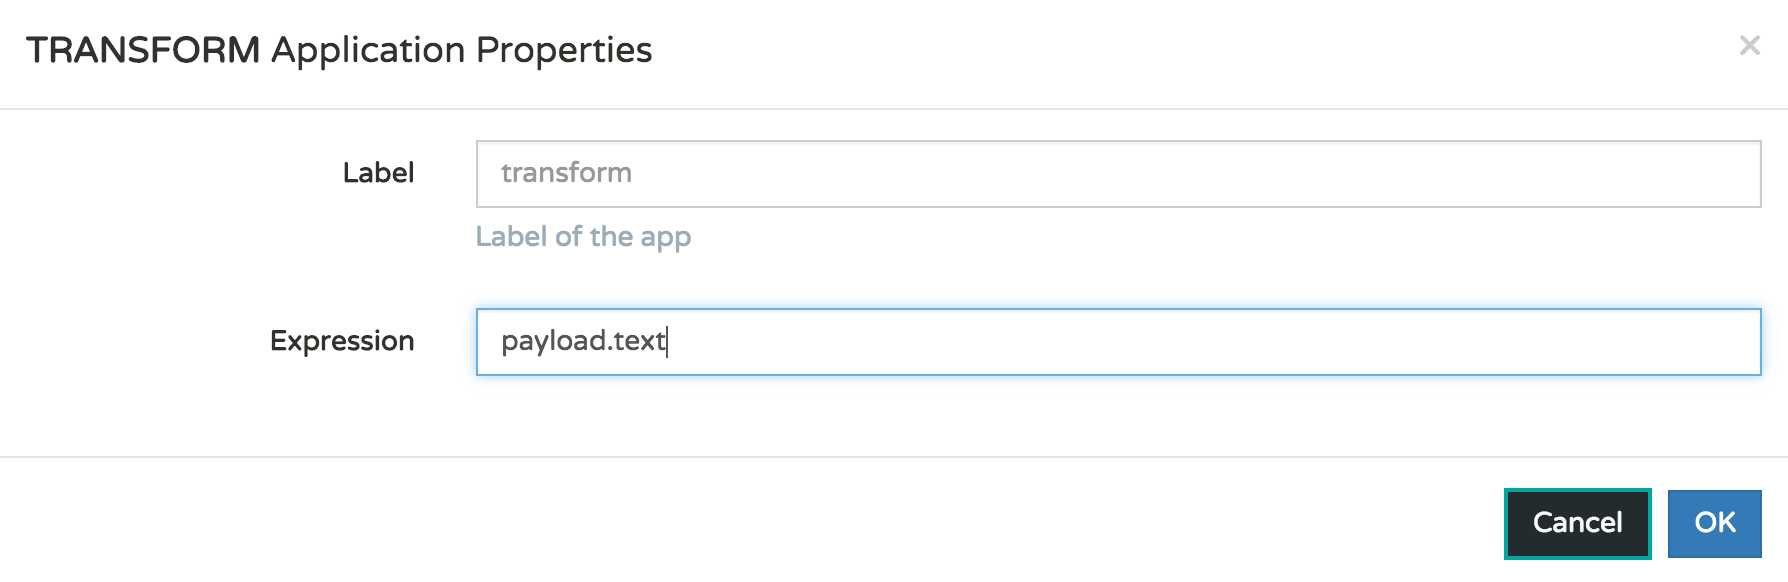 TRANSFORM Application Properties
×
Label
transform
Label of the app
Expression
payload.text
Cancel
OK